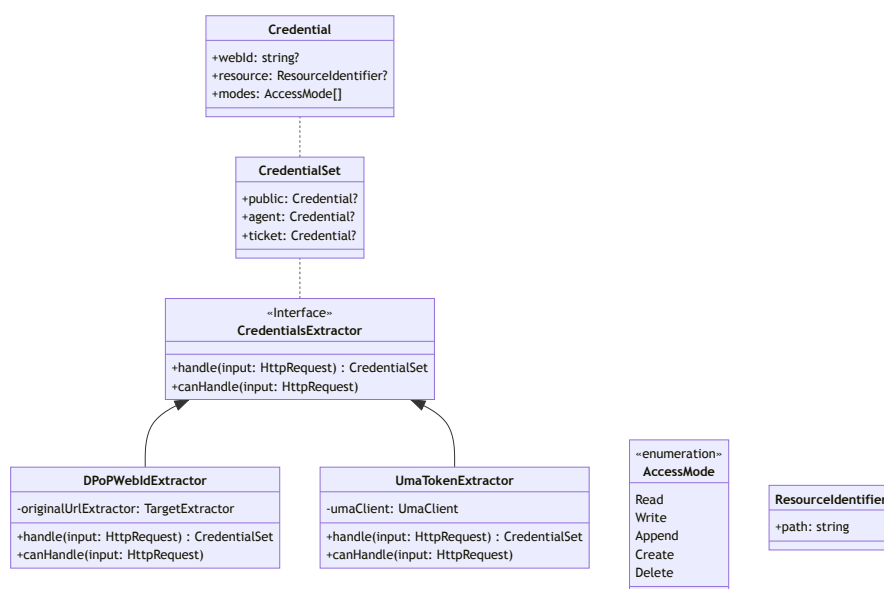 Credential
+webId: string?
+resource: ResourceIdentifier?
+modes: AccessMode[]
CredentialSet
+public: Credential?
+agent: Credential?
+ticket: Credential?
«Interface»
CredentialsExtractor
+handle(input: HttpRequest) : CredentialSet
+canHandle(input: HttpRequest)
DPoPWebIdExtractor
-originalUrlExtractor: TargetExtractor
+handle(input: HttpRequest) : CredentialSet
+canHandle(input: HttpRequest)
UmaTokenExtractor
-umaClient: UmaClient
+handle(input: HttpRequest) : CredentialSet
+canHandle(input: HttpRequest)
«enumeration»
AccessMode
Read
Write
Append
Create
Delete
ResourceIdentifier
+path: string